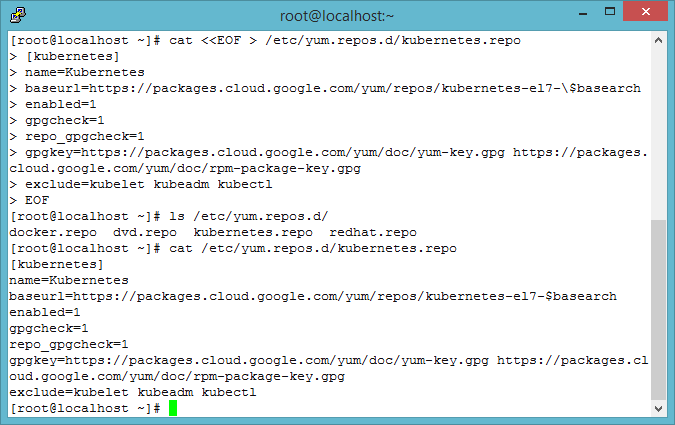 root@localhost:~
[root@localhost ~]# cat <<EOF > /etc/yum.repos.d/kubernetes.repo
> [kubernetes]
> name=Kubernetes
> baseurl=https://packages.cloud.google.com/yum/repos/kubernetes-el7-\$basearch
> enabled=1
> gpgcheck=1
> repo_gpgcheck=1
> gpgkey=https://packages.cloud.google.com/yum/doc/yum-key.gpg https://packages.
cloud.google.com/yum/doc/rpm-package-key.gpg
> exclude=kubelet kubeadm kubectl
> EOF
[root@localhost ~]# ls /etc/yum.repos.d/
docker.repo  dvd.repo  kubernetes.repo  redhat.repo
[root@localhost ~]# cat /etc/yum.repos.d/kubernetes.repo
[kubernetes]
name=Kubernetes
baseurl=https://packages.cloud.google.com/yum/repos/kubernetes-el7-$basearch
enabled=1
gpgcheck=1
repo_gpgcheck=1
gpgkey=https://packages.cloud.google.com/yum/doc/yum-key.gpg https://packages.cl
oud.google.com/yum/doc/rpm-package-key.gpg
exclude=kubelet kubeadm kubectl
[root@localhost ~]#